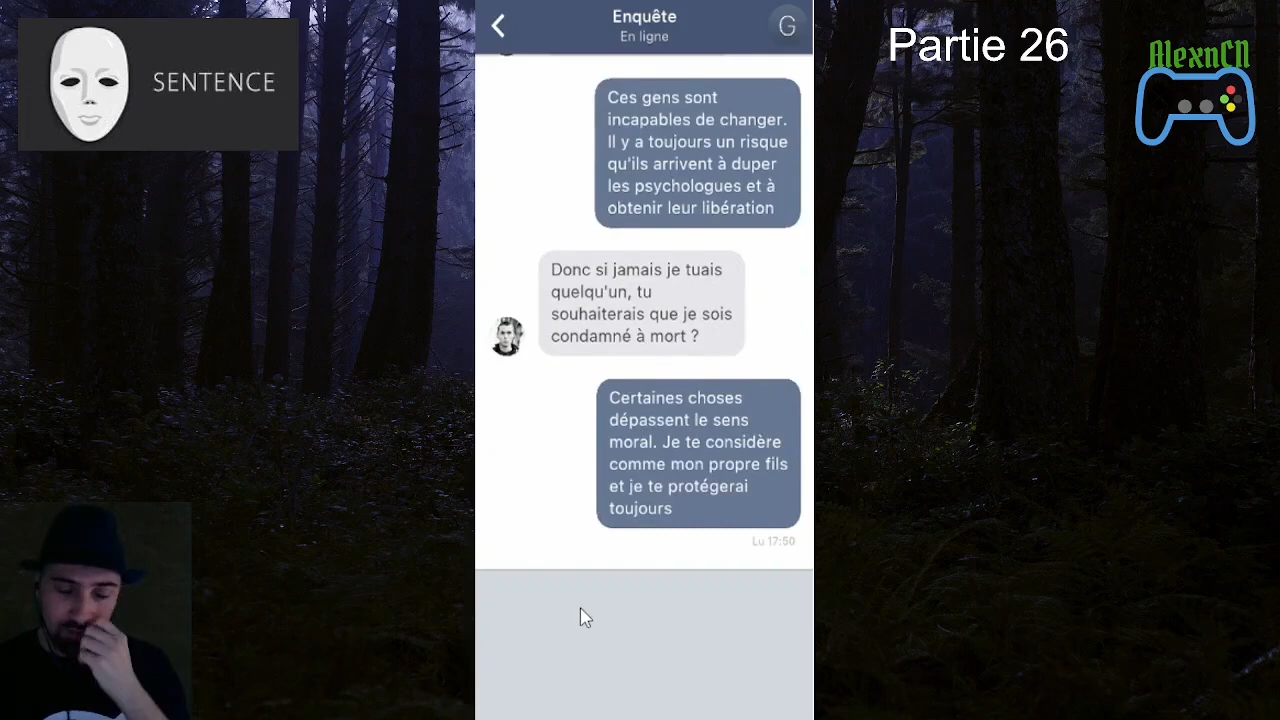 SENTENCE
Enquête
En ligne
G
Partie 26
AlexnCN
Ces gens sont
incapables de changer.
Il y a toujours un risque
qu'ils arrivent à duper
les psychologues et à
obtenir leur libération
Donc si jamais je tuais
quelqu'un, tu
souhaiterais que je sois
condamné à mort ?
Certaines choses
dépassent le sens
moral. Je te considère
comme mon propre fils
et je te protégerai
toujours
Lu 17:50